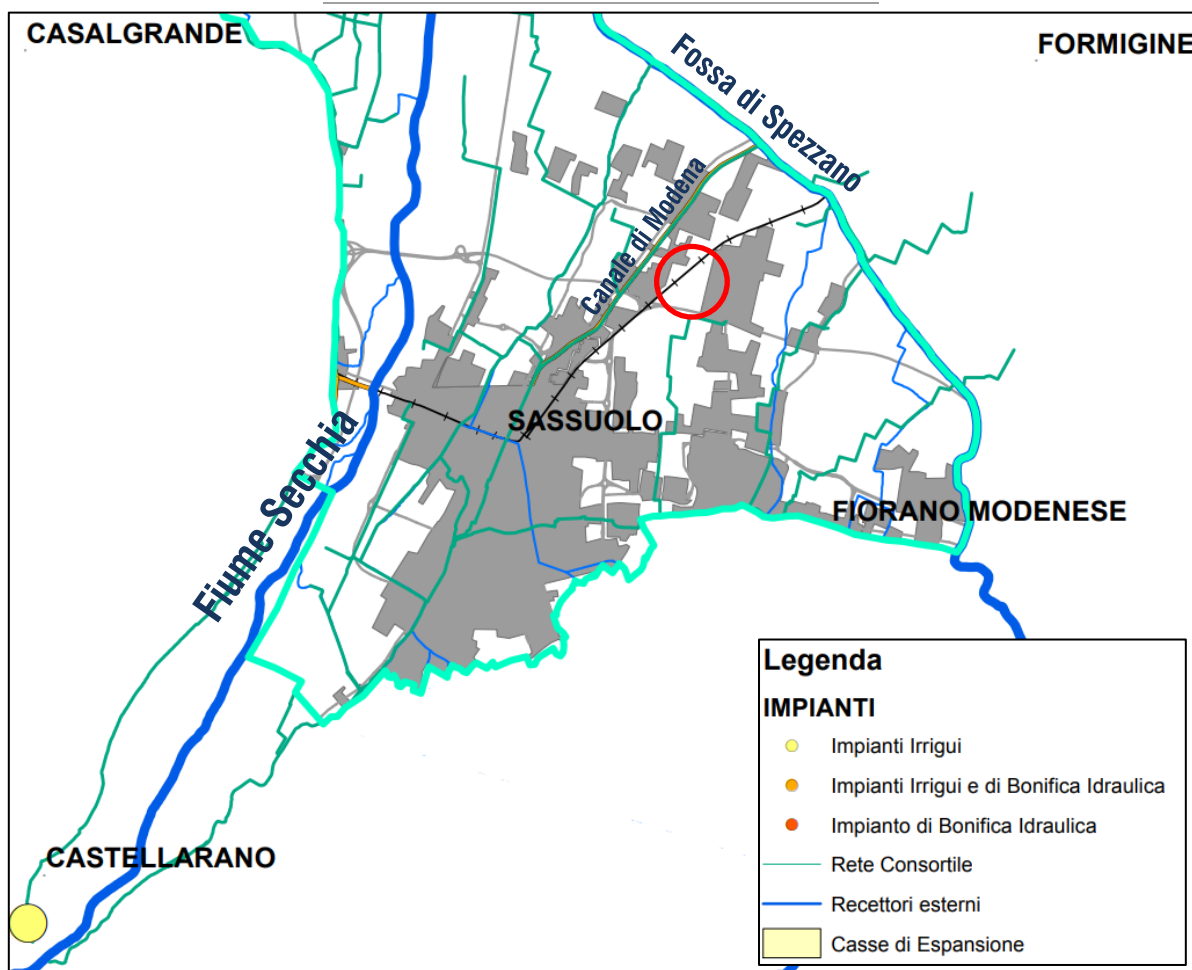 CASALGRANDE
FORMIGINE
Fossa di Spezzano
Canale di Modena
SASSUOLO
Fiume Secchia
FIORANO MODENESE
CASTELLARANO
Legenda
IMPIANTI
Impianti Irrigui
Impianti Irrigui e di Bonifica Idraulica
Impianto di Bonifica Idraulica
Rete Consortile
Recettori esterni
Casse di Espansione